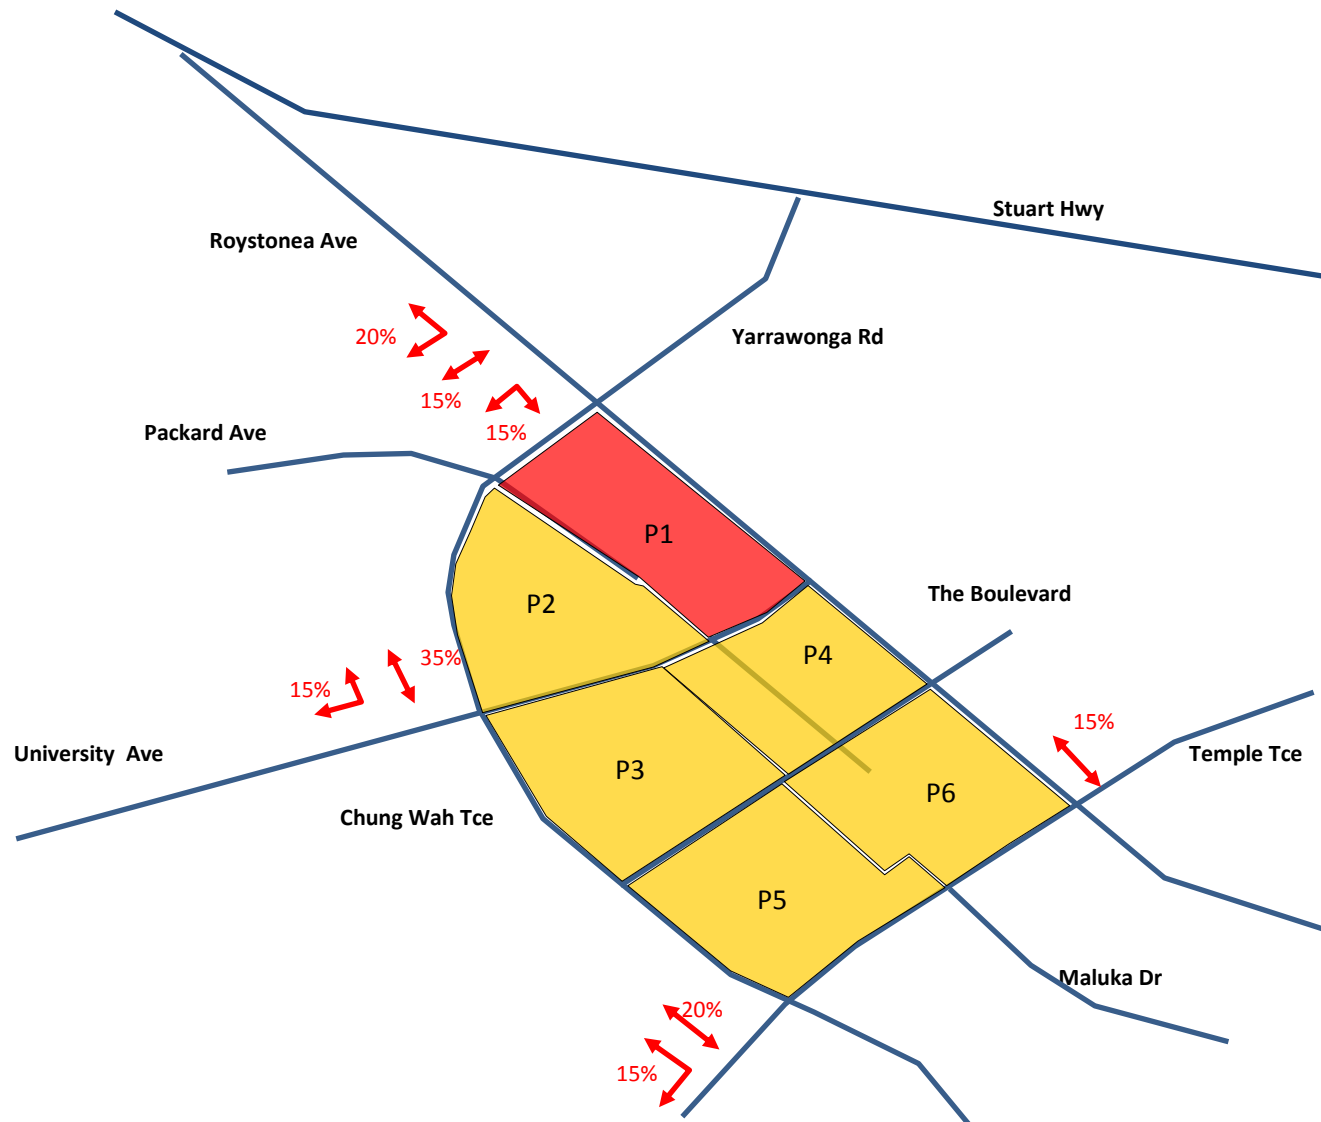 Stuart Hwy
Roystonea Ave
20%
Yarrawonga Rd
15%
Packard Ave
15%
P1
The Boulevard
P2
P4
35%
15%
15%
University  Ave
Temple Tce
P3
P6
Chung Wah Tce
P5
Maluka Dr
20%
15%